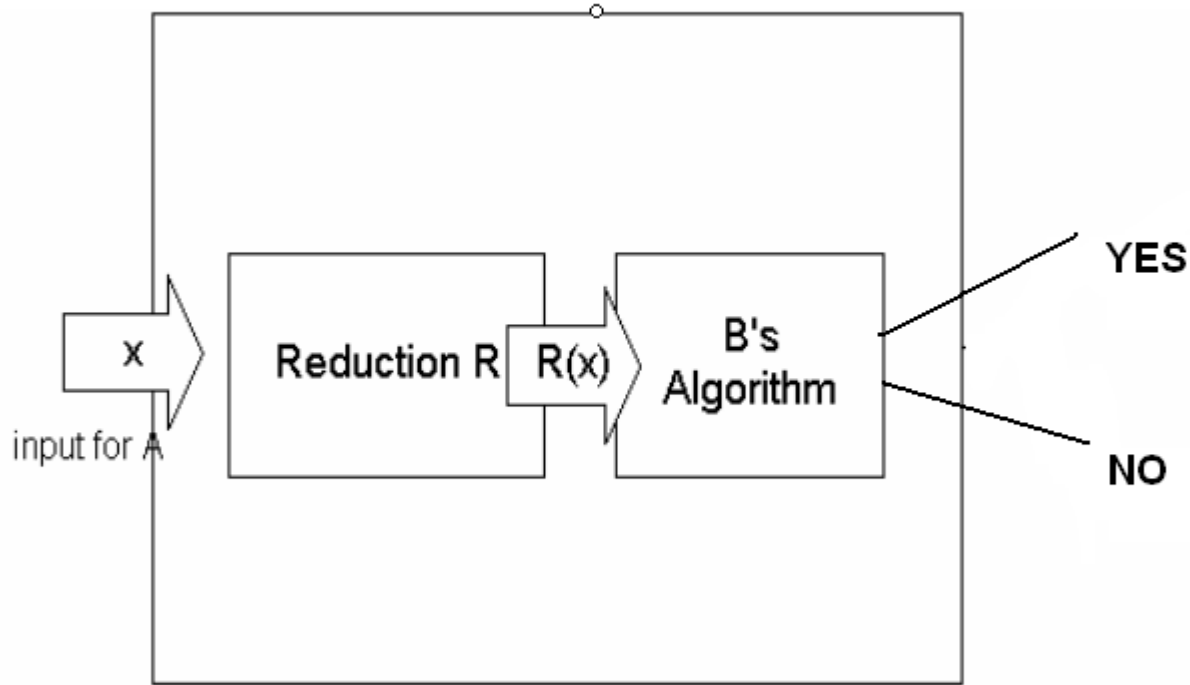 x
input for A
Reduction R
R(x)
B's
Algorithm
YES
NO